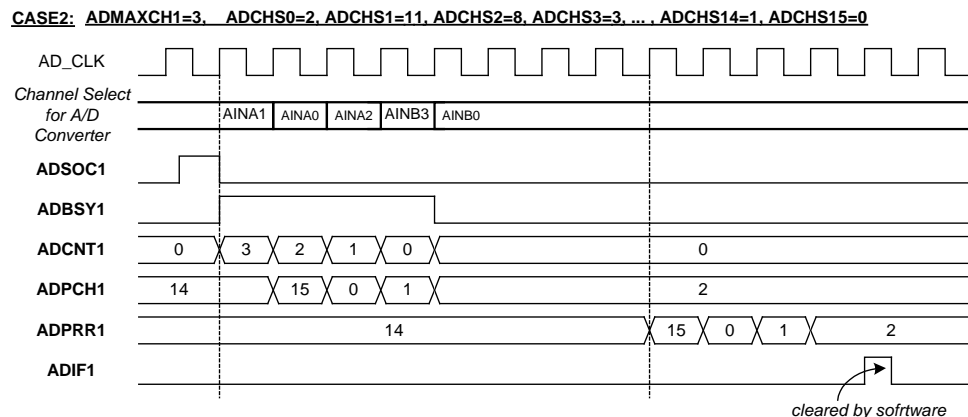 CASE2: ADMAXCH1=3, ADCHS0=2, ADCHS1=11, ADCHS2=8, ADCHS3=3, ... , ADCHS14=1, ADCHS15=0
AD_CLK
Channel Select
for A/D
Converter
AINA1 AINA0 AINA2 AINB3 AINB0
ADSOC1
ADBSY1
ADCNT1 0 3 2 1 0 0
ADPCH1 14 15 0 1 2
ADPRR1 14 15 0 1 2
ADIF1
cleared by sofrtware